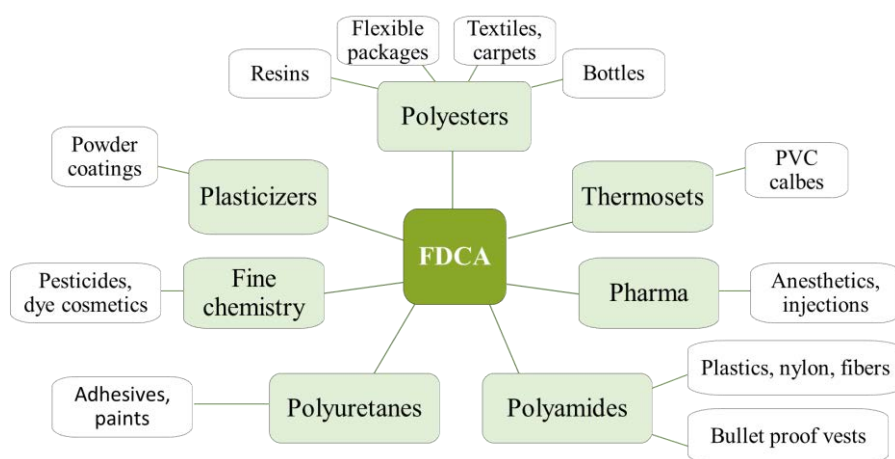 Flexible
packages
Textiles,
carpets
Resins
Bottles
Polyesters
Powder
coatings
Plasticizers
Thermosets
PVC
calbes
FDCA
Pesticides,
dye cosmetics
Fine
chemistry
Pharma
Anesthetics,
injections
Adhesives,
paints
Polyuretanes
Polyamides
Plastics, nylon, fibers
Bullet proof vests